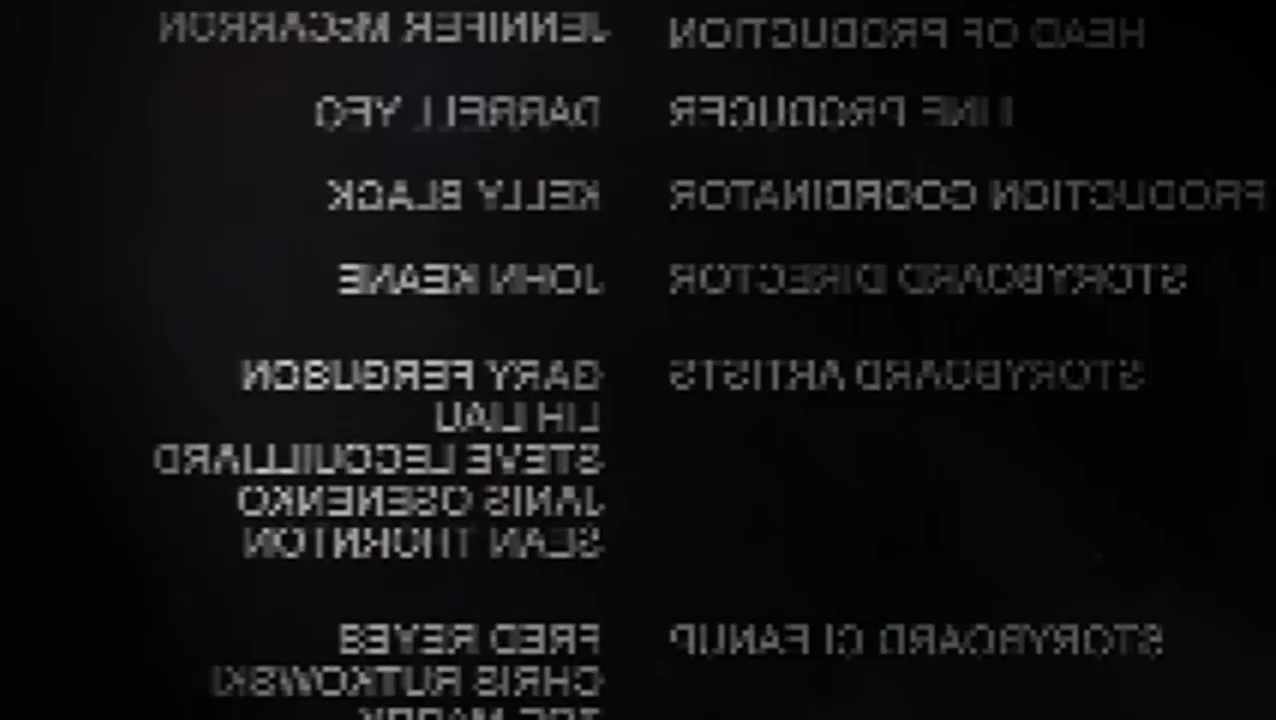 HEAD OF PRODUCTION JENNIFER McCARRON
LINE PRODUCER DARRELL YEO
PRODUCTION COORDINATOR KELLY BLACK
STORYBOARD DIRECTOR JOHN KEANE
STORYBOARD ARTISTS GARY FERGUSON
LIH LIAU
STEVE LECOUILLIARD
JANIS OSENENKO
SEAN THORNTON
STORYBOARD CLEANUP FRED REYES
CHRIS RUTKOWSKI